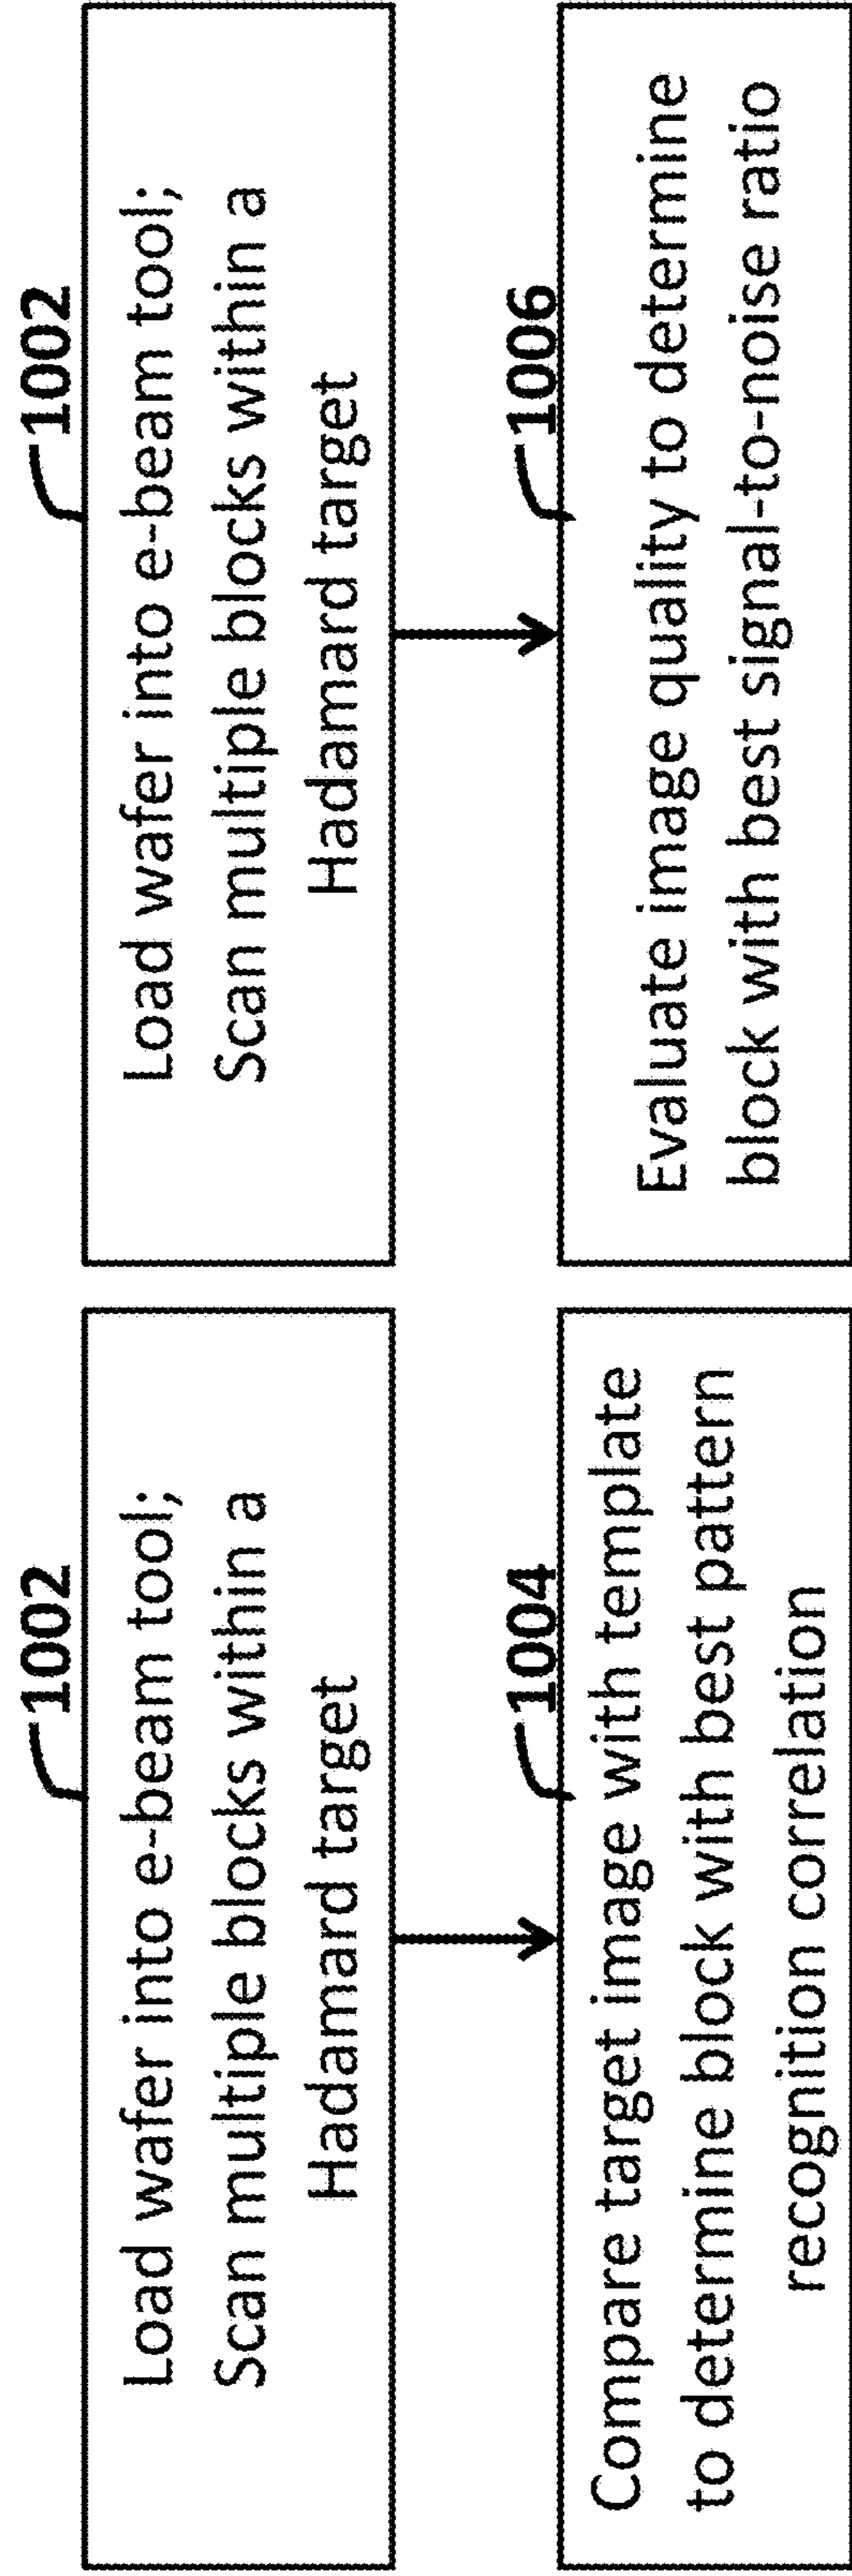 1002
Load wafer into e-beam tool;
Scan multiple blocks within a
Hadamard target
1004
Compare target image with template
to determine block with best pattern
recognition correlation
1002
Load wafer into e-beam tool;
Scan multiple blocks within a
Hadamard target
1006
Evaluate image quality to determine
block with best signal-to-noise ratio